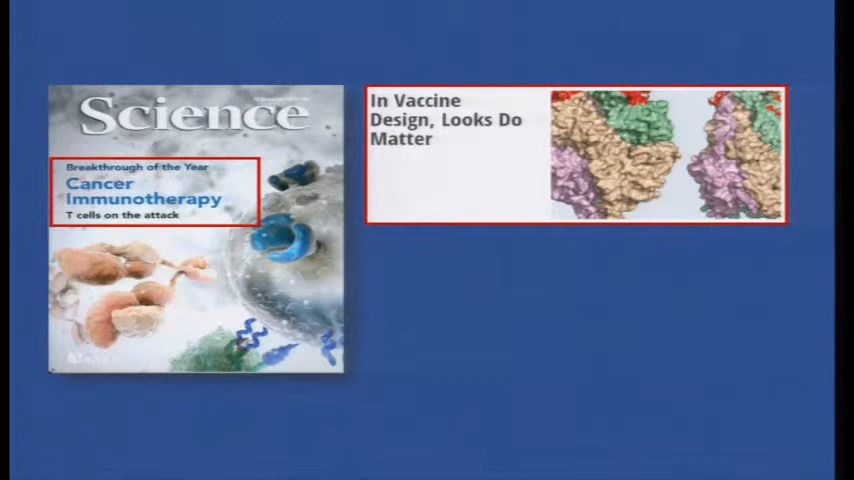 Science
Breakthrough of the Year
Cancer
Immunotherapy
T cells on the attack
In Vaccine
Design, Looks Do
Matter